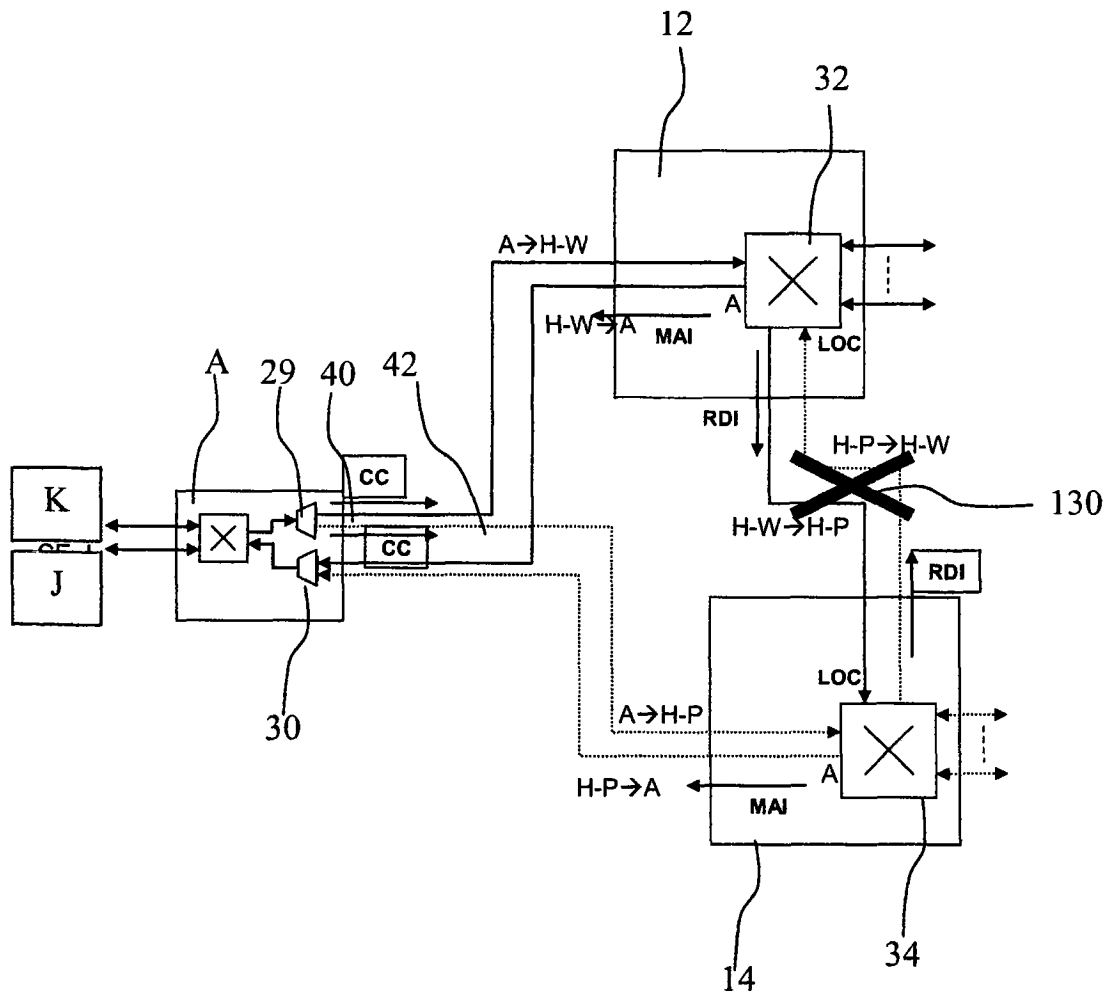 12
32
A→H-W
A
H-W→A
MAI
LOC
RDI
A
29
40
42
CC
H-P→H-W
K
CC
H-W→H-P
130
J
RDI
30
LOC
A→H-P
A
H-P→A
MAI
14
34